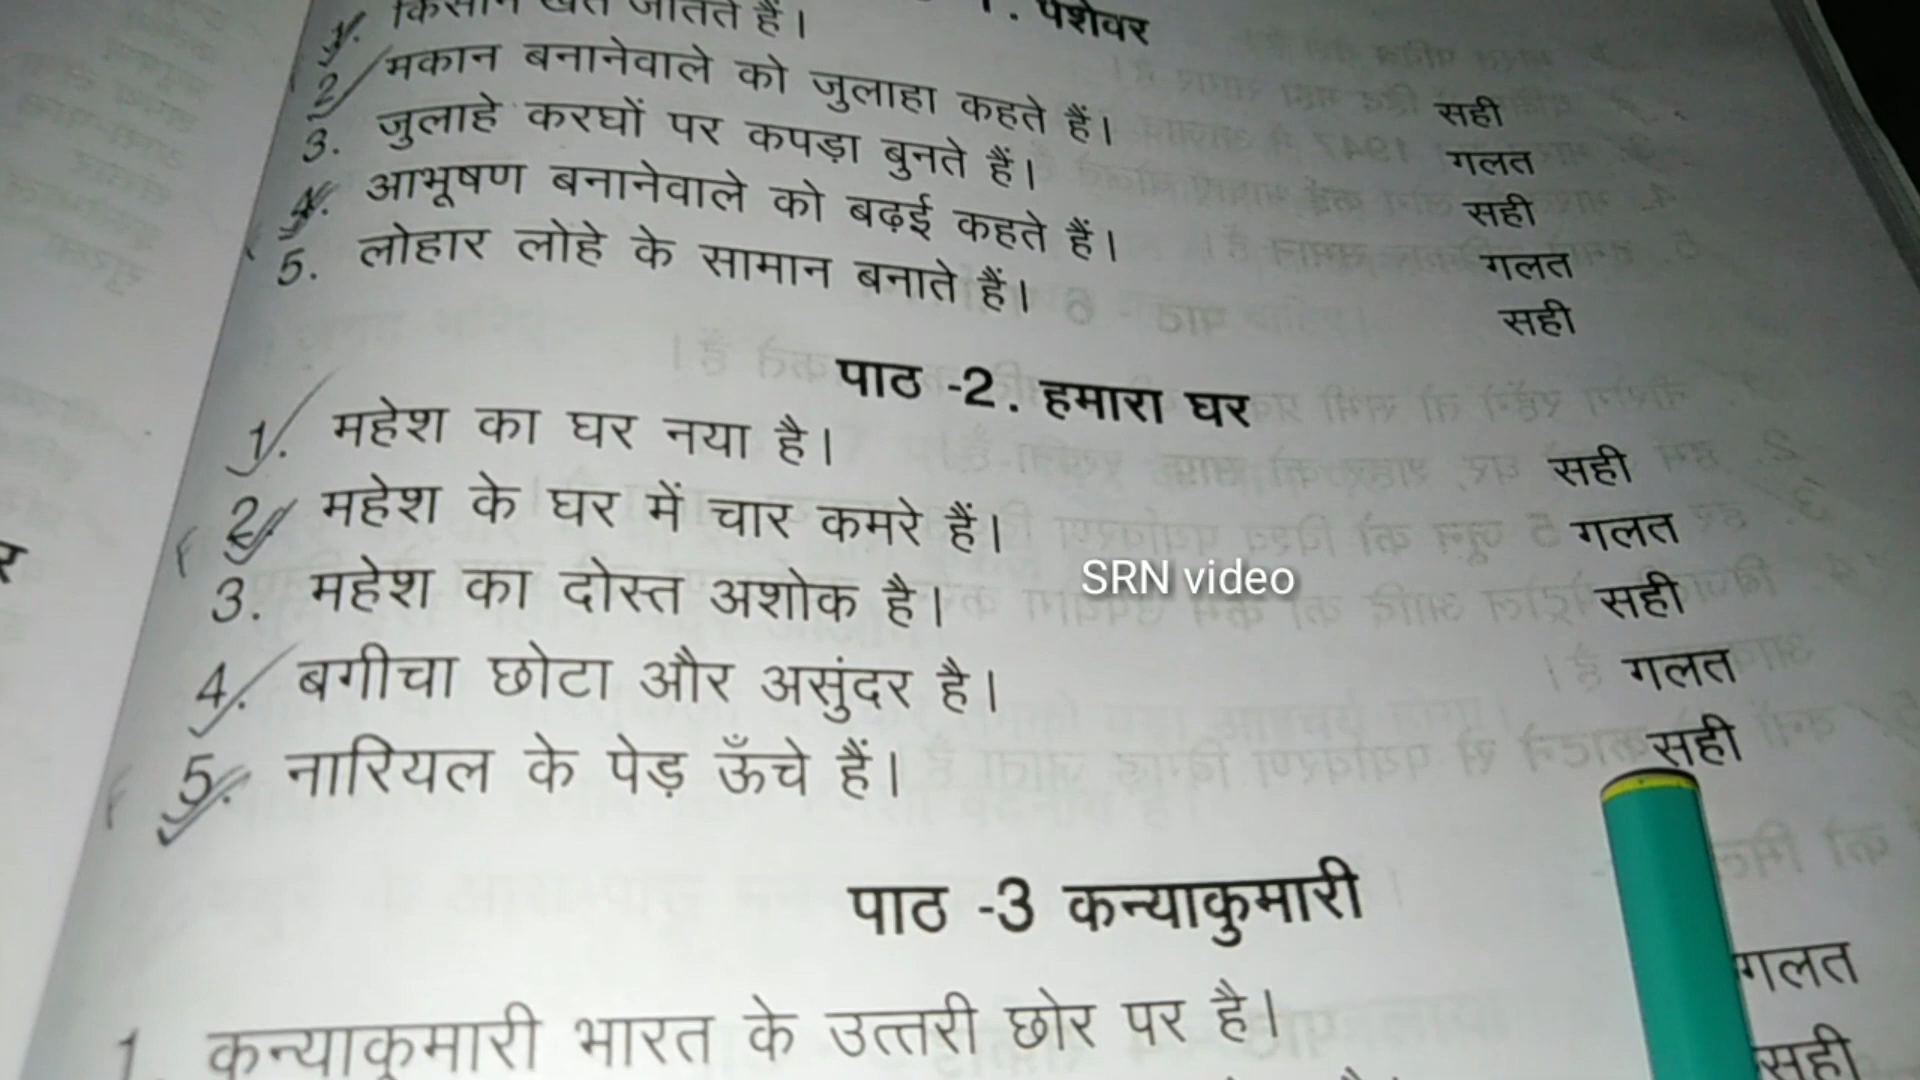 1. पेशेवर
1. किसान खेत जोतते हैं। सही
2. मकान बनानेवाले को जुलाहा कहते हैं। गलत
3. जुलाहे करघों पर कपड़ा बुनते हैं। सही
4. आभूषण बनानेवाले को बढ़ई कहते हैं। गलत
5. लोहार लोहे के सामान बनाते हैं। सही
पाठ -2. हमारा घर
1. महेश का घर नया है। सही
2. महेश के घर में चार कमरे हैं। गलत
3. महेश का दोस्त अशोक है। सही
SRN video
4. बगीचा छोटा और असुंदर है। गलत
5. नारियल के पेड़ ऊँचे हैं। सही
पाठ -3 कन्याकुमारी
1 कन्याकुमारी भारत के उत्तरी छोर पर है। गलत
सही